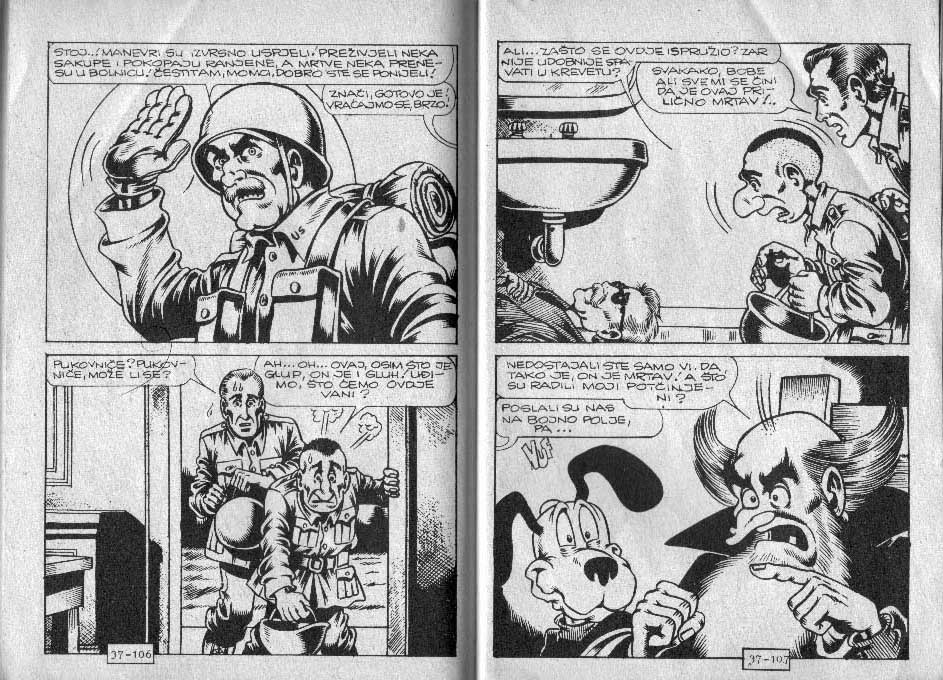 STOJ...! MANEVRI SU IZVRSNO USPJELI! PREŽIVJELI NEKA
SAKUPE I POKOPAJU RANJENE, A MRTVE NEKA PRENE-
SU U BOLNICU! ČESTITAM, MOMO, DOBRO STE SE PONIJELI!
ZNAČI, GOTOVO JE!
VRAĆAJMO SE, BRZO!
US
PUKOVNIČE? PUKOV-
NIČE, MOŽE LI SE?
AH... OH... OVAJ, OSIM ŠTO JE
GLUP, ON JE I GLUH! UĐI-
MO, ŠTO ĆEMO OVDJE
VANI?
37-106
ALI... ZAŠTO SE OVDJE ISPRUŽIO? ZAR
NIJE UDOBNIJE SPA-
VATI U KREVETU?
SVAKAKO, BOBE
ALI SVE MI SE ČINI
DA JE OVAJ PRI-
LIČNO MRTAV!..
NEDOSTAJALI STE SAMO VI. DA
TAKO JE, ON JE MRTAV! A ŠTO
SU RADILI MOJI POTČINJE-
NI?
POSLALI SU NAS
NA BOJNO POLJE,
PA...
37-107